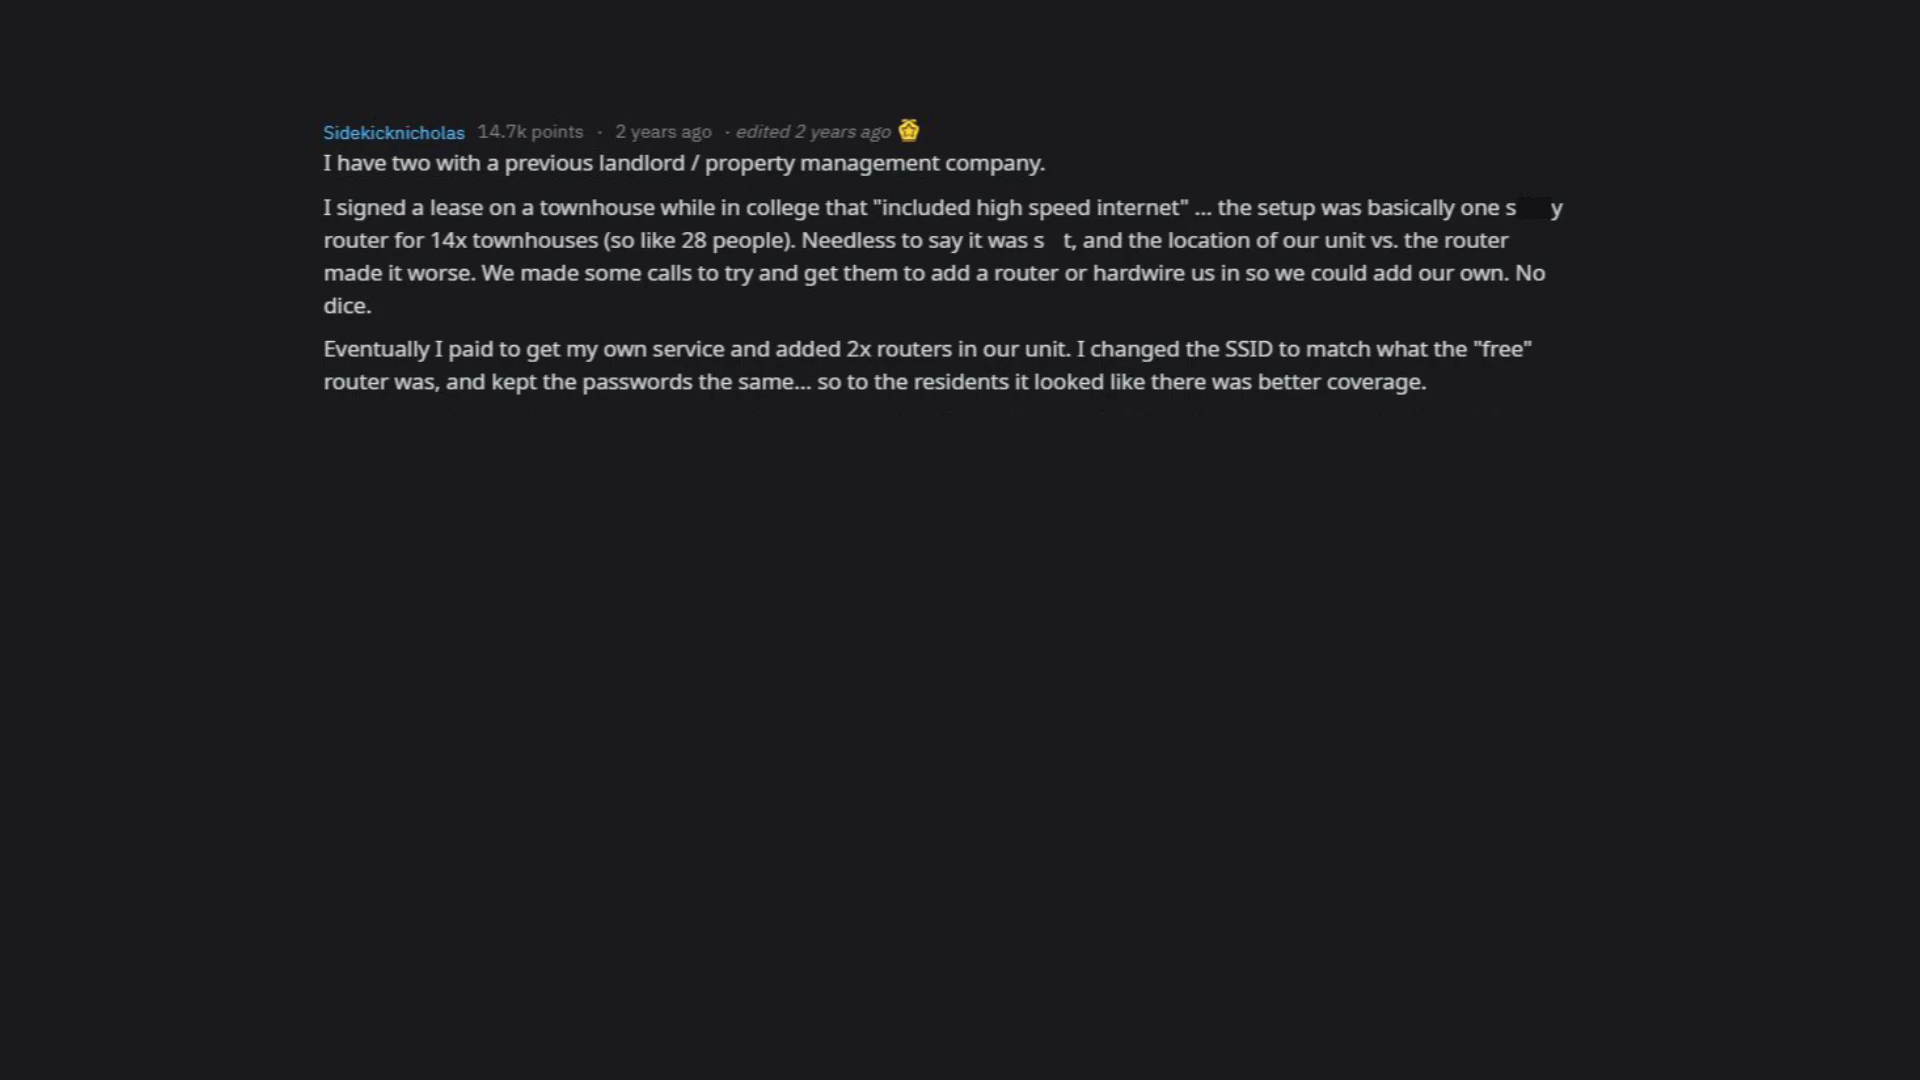 Sidekicknicholas 14.7k points · 2 years ago · edited 2 years ago
I have two with a previous landlord / property management company.
I signed a lease on a townhouse while in college that "included high speed internet" ... the setup was basically one s y
router for 14x townhouses (so like 28 people). Needless to say it was s t, and the location of our unit vs. the router
made it worse. We made some calls to try and get them to add a router or hardwire us in so we could add our own. No
dice.
Eventually I paid to get my own service and added 2x routers in our unit. I changed the SSID to match what the "free"
router was, and kept the passwords the same... so to the residents it looked like there was better coverage.